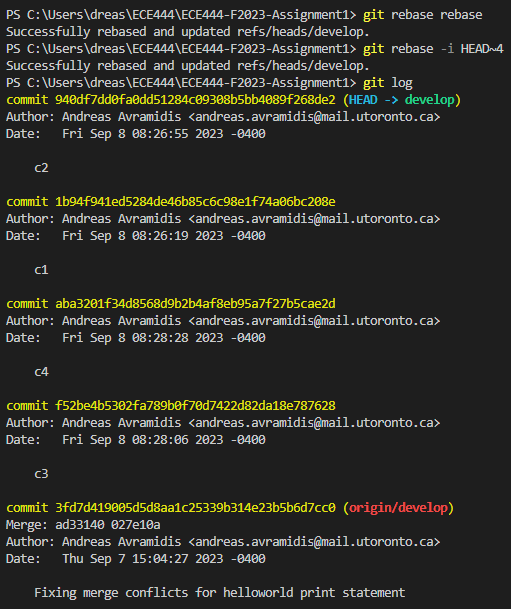 PS C:\Users\dreas\ECE444\ECE444-F2023-Assignment1> git rebase rebase
Successfully rebased and updated refs/heads/develop.
PS C:\Users\dreas\ECE444\ECE444-F2023-Assignment1> git rebase -i HEAD~4
Successfully rebased and updated refs/heads/develop.
PS C:\Users\dreas\ECE444\ECE444-F2023-Assignment1> git log
commit 940df7dd0fa0dd51284c09308b5bb4089f268de2 (HEAD -> develop)
Author: Andreas Avramidis <andreas.avramidis@mail.utoronto.ca>
Date:   Fri Sep 8 08:26:55 2023 -0400
    c2
commit 1b94f941ed5284de46b85c6c98e1f74a06bc208e
Author: Andreas Avramidis <andreas.avramidis@mail.utoronto.ca>
Date:   Fri Sep 8 08:26:19 2023 -0400
    c1
commit aba3201f34d8568d9b2b4af8eb95a7f27b5cae2d
Author: Andreas Avramidis <andreas.avramidis@mail.utoronto.ca>
Date:   Fri Sep 8 08:28:28 2023 -0400
    c4
commit f52be4b5302fa789b0f70d7422d82da18e787628
Author: Andreas Avramidis <andreas.avramidis@mail.utoronto.ca>
Date:   Fri Sep 8 08:28:06 2023 -0400
    c3
commit 3fd7d419005d5d8aa1c25339b314e23b5b6d7cc0 (origin/develop)
Merge: ad33140 027e10a
Author: Andreas Avramidis <andreas.avramidis@mail.utoronto.ca>
Date:   Thu Sep 7 15:04:27 2023 -0400
    Fixing merge conflicts for helloworld print statement